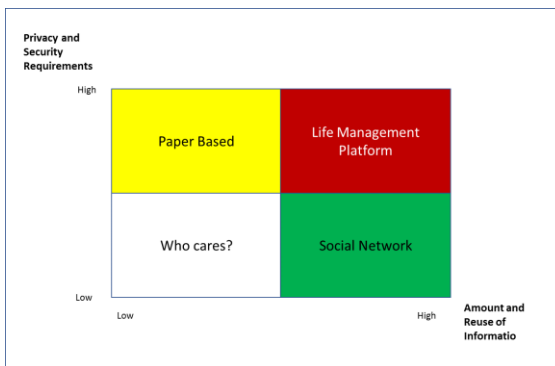 Privacy and
Security
Requirements
High
Paper Based
Life Management
Platform
Who cares?
Social Network
Low
Low
High
Amount and
Reuse of
Informatio